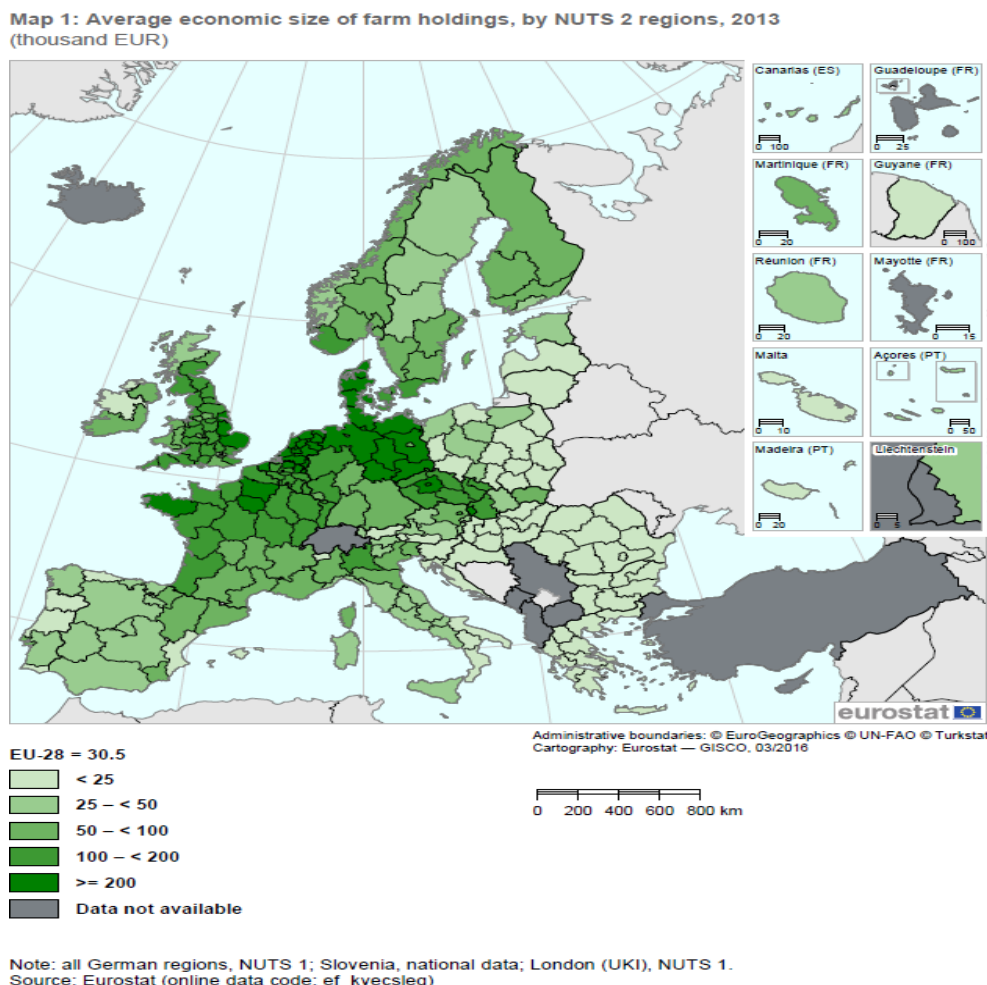 Map 1: Average economic size of farm holdings, by NUTS 2 regions, 2013
(thousand EUR)
Canarias (ES)
0 100
Guadeloupe (FR)
0 25
Martinique (FR)
0 20
Guyane (FR)
0 100
Réunion (FR)
0 20
Mayotte (FR)
0 15
Malta
0 10
Açores (PT)
0 50
Madeira (PT)
0 20
Liechtenstein
0 5
eurostat
Administrative boundaries: © EuroGeographics © UN-FAO © Turkstat
Cartography: Eurostat — GISCO, 03/2016
EU-28 = 30.5
< 25
25 – < 50
50 – < 100
100 – < 200
>= 200
Data not available
0 200 400 600 800 km
Note: all German regions, NUTS 1; Slovenia, national data; London (UKI), NUTS 1.
Source: Eurostat (online data code: ef_kvecsleg)